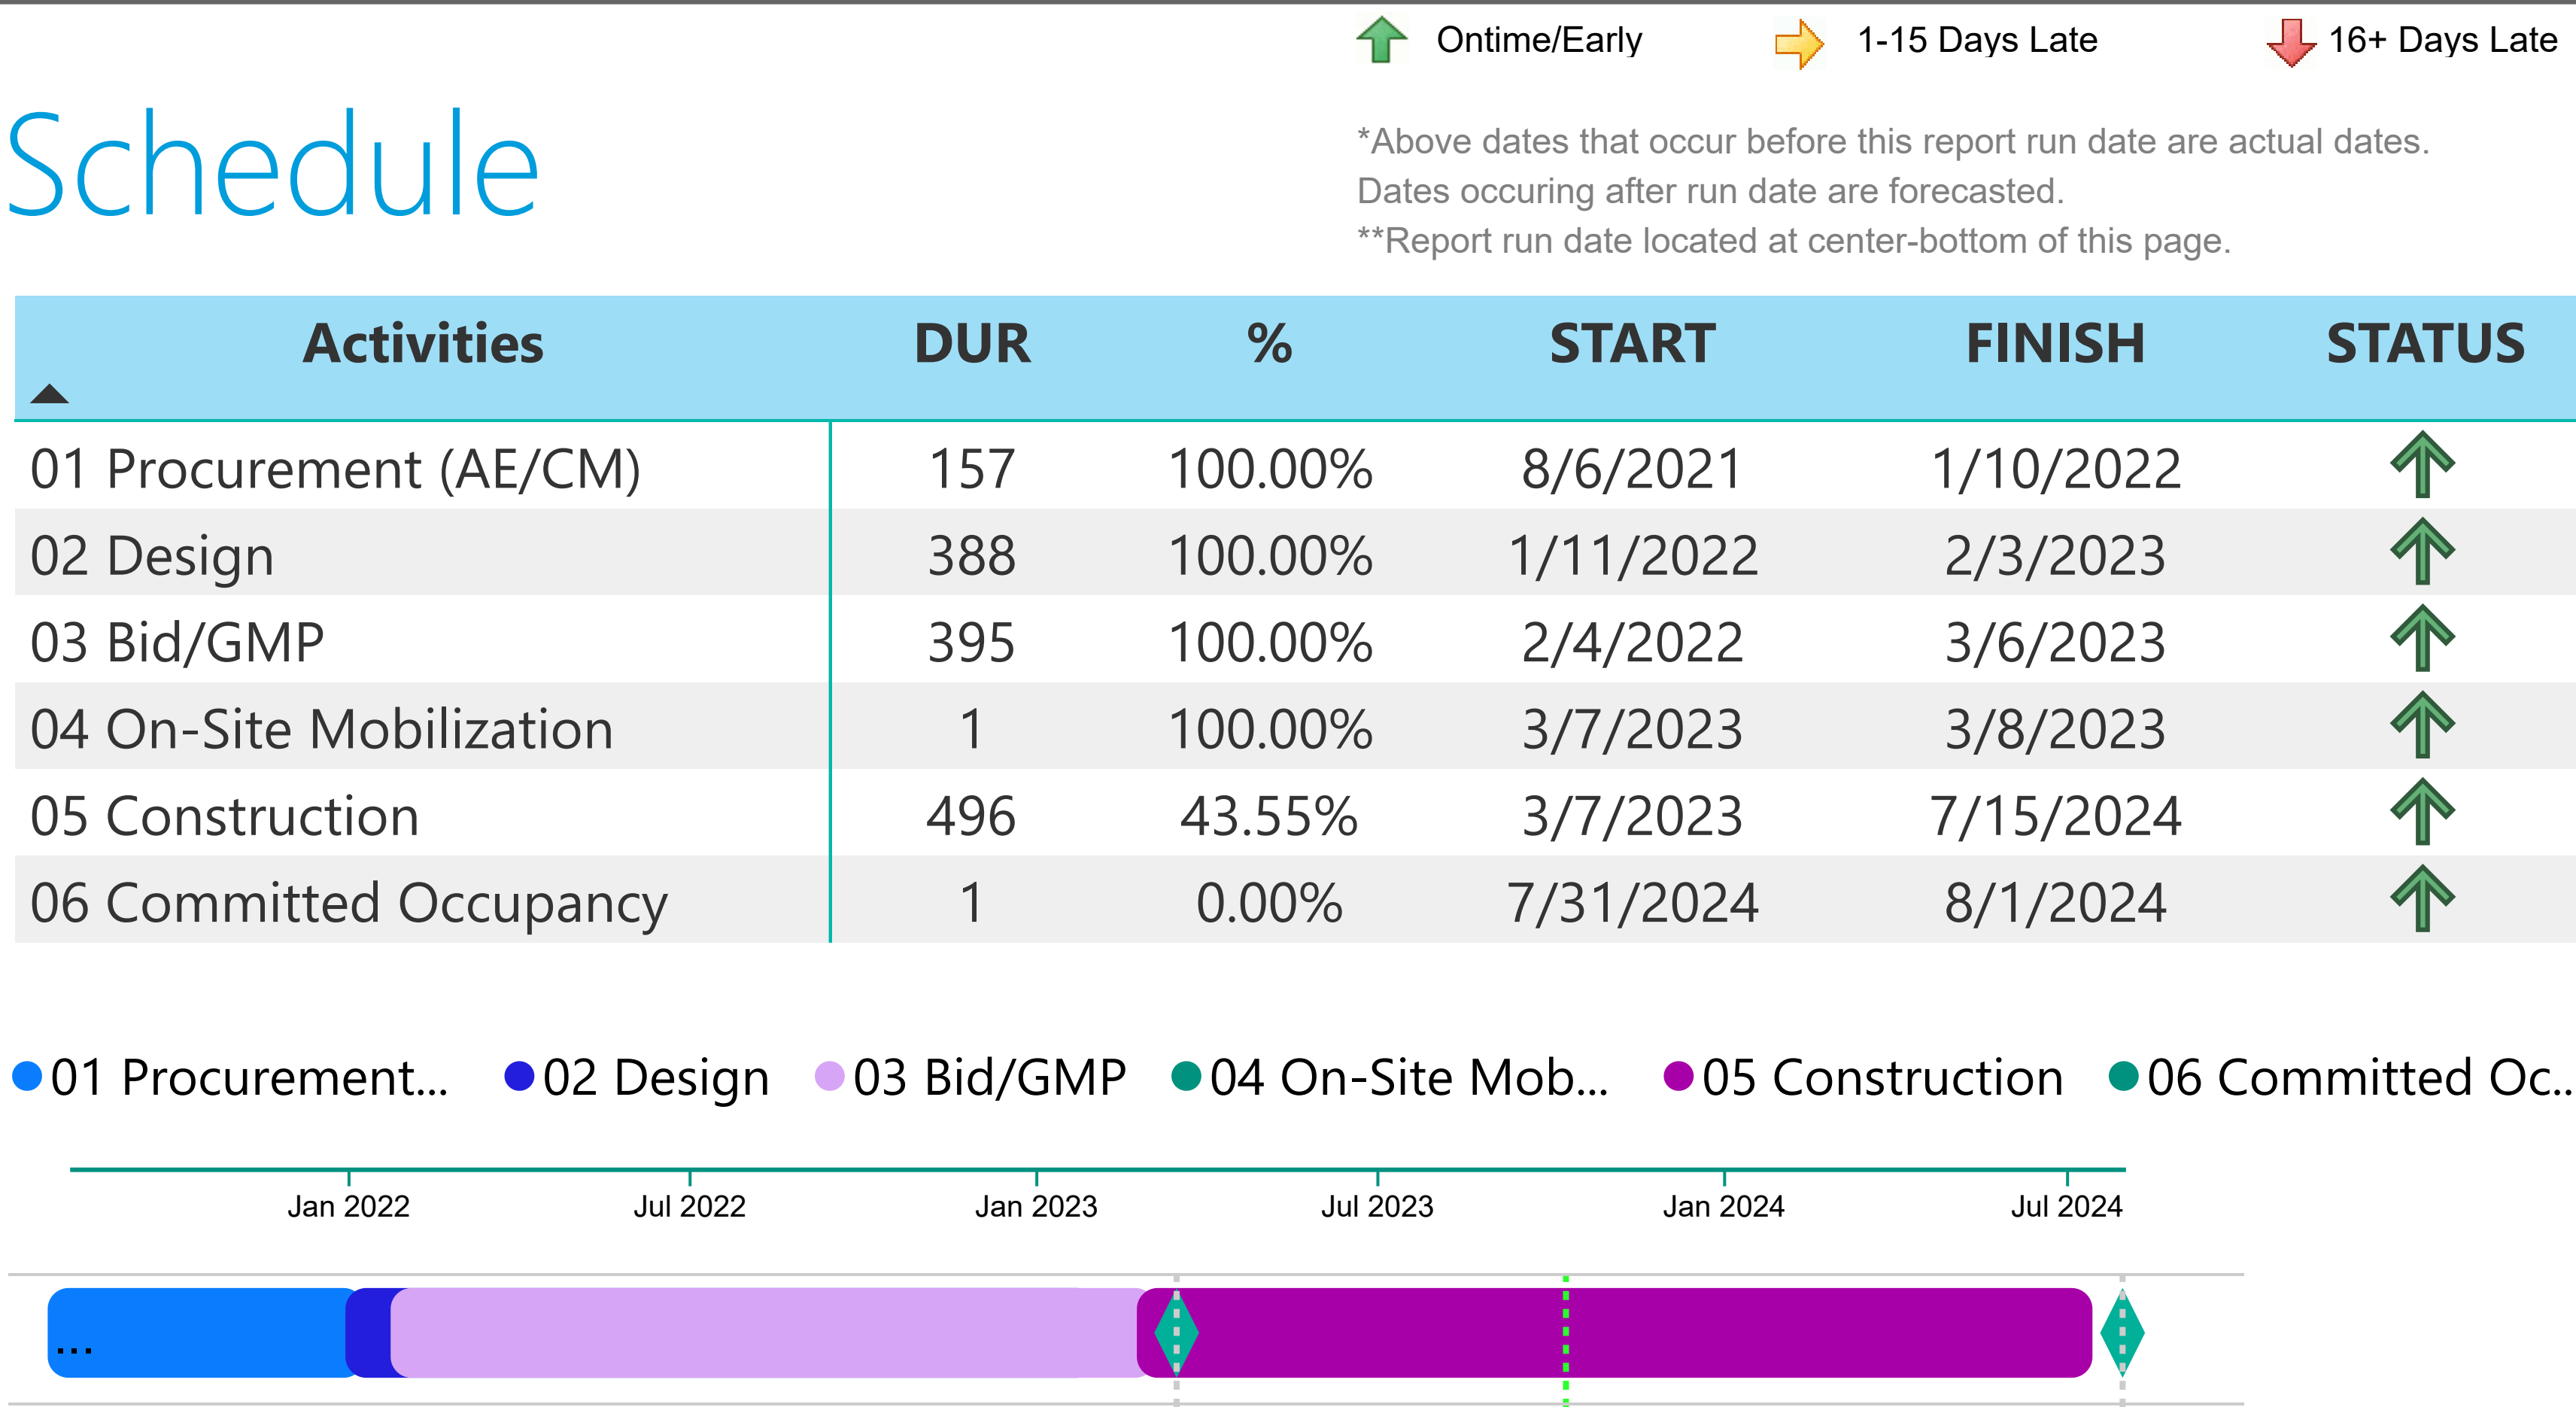 Ontime/Early 1-15 Days Late 16+ Days Late
Schedule
*Above dates that occur before this report run date are actual dates.
Dates occuring after run date are forecasted.
**Report run date located at center-bottom of this page.
Activities DUR % START FINISH STATUS
01 Procurement (AE/CM) 157 100.00% 8/6/2021 1/10/2022
02 Design 388 100.00% 1/11/2022 2/3/2023
03 Bid/GMP 395 100.00% 2/4/2022 3/6/2023
04 On-Site Mobilization 1 100.00% 3/7/2023 3/8/2023
05 Construction 496 43.55% 3/7/2023 7/15/2024
06 Committed Occupancy 1 0.00% 7/31/2024 8/1/2024
01 Procurement... 02 Design 03 Bid/GMP 04 On-Site Mob... 05 Construction 06 Committed Oc...
Jan 2022 Jul 2022 Jan 2023 Jul 2023 Jan 2024 Jul 2024
...